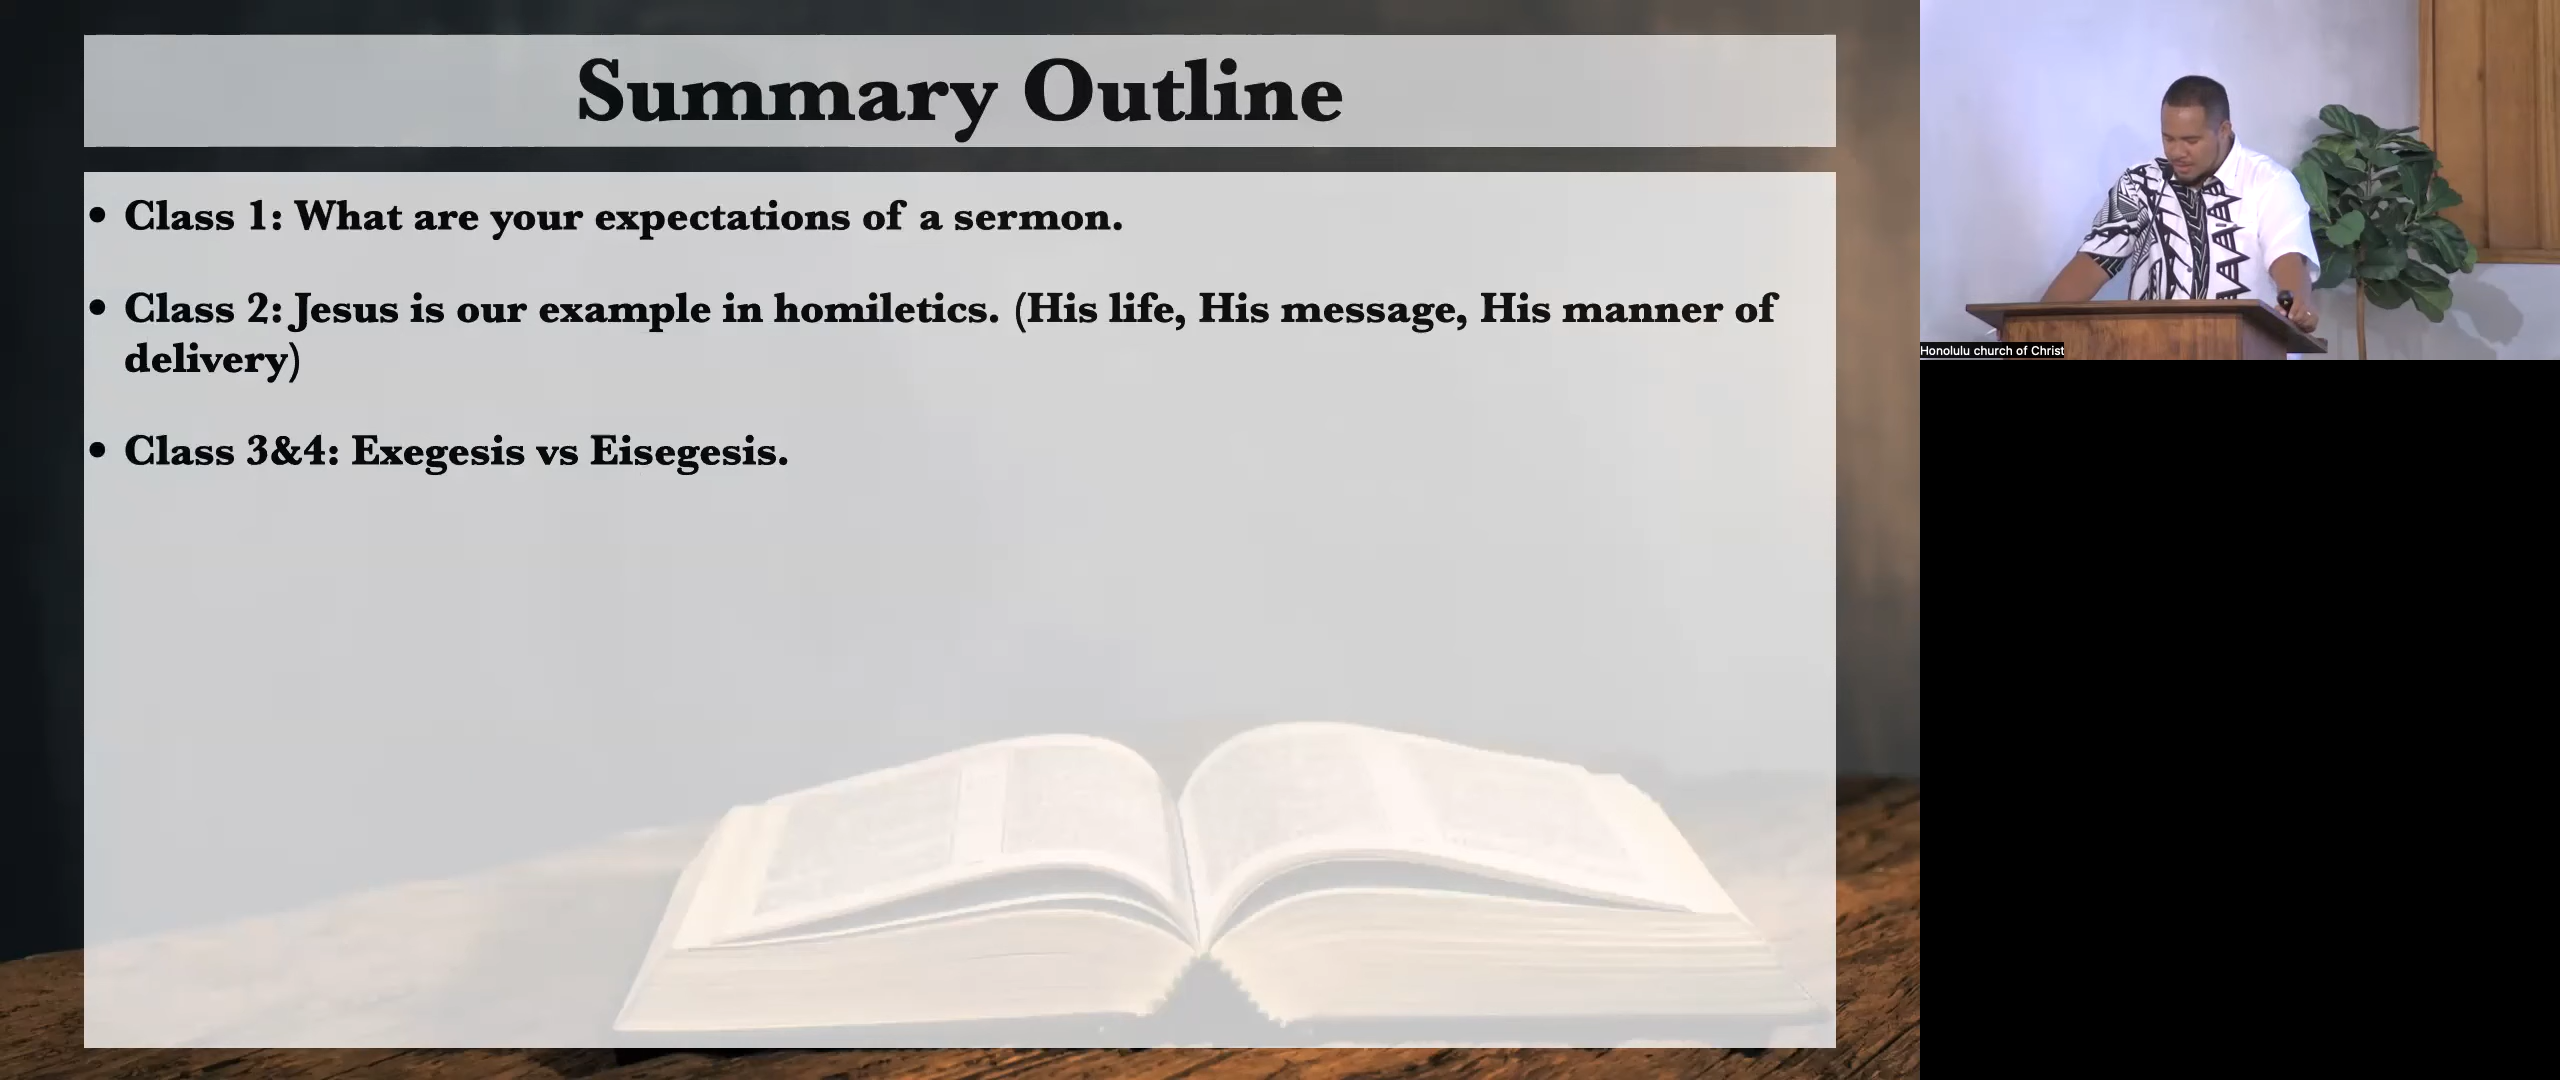 Summary Outline
• Class 1: What are your expectations of a sermon.
• Class 2: Jesus is our example in homiletics. (His life, His message, His manner of
delivery)
• Class 3&4: Exegesis vs Eisegesis.
Honolulu church of Christ